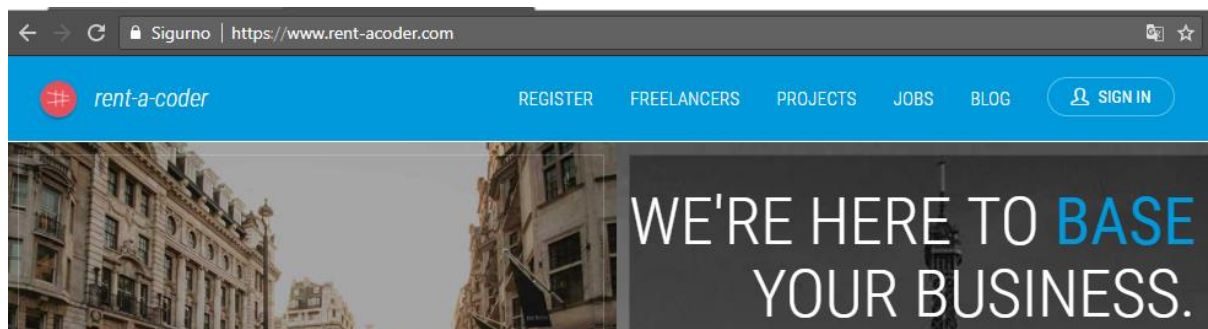 Sigurno | https://www.rent-acoder.com
rent-a-coder REGISTER FREELANCERS PROJECTS JOBS BLOG SIGN IN
WE'RE HERE TO BASE
YOUR BUSINESS.